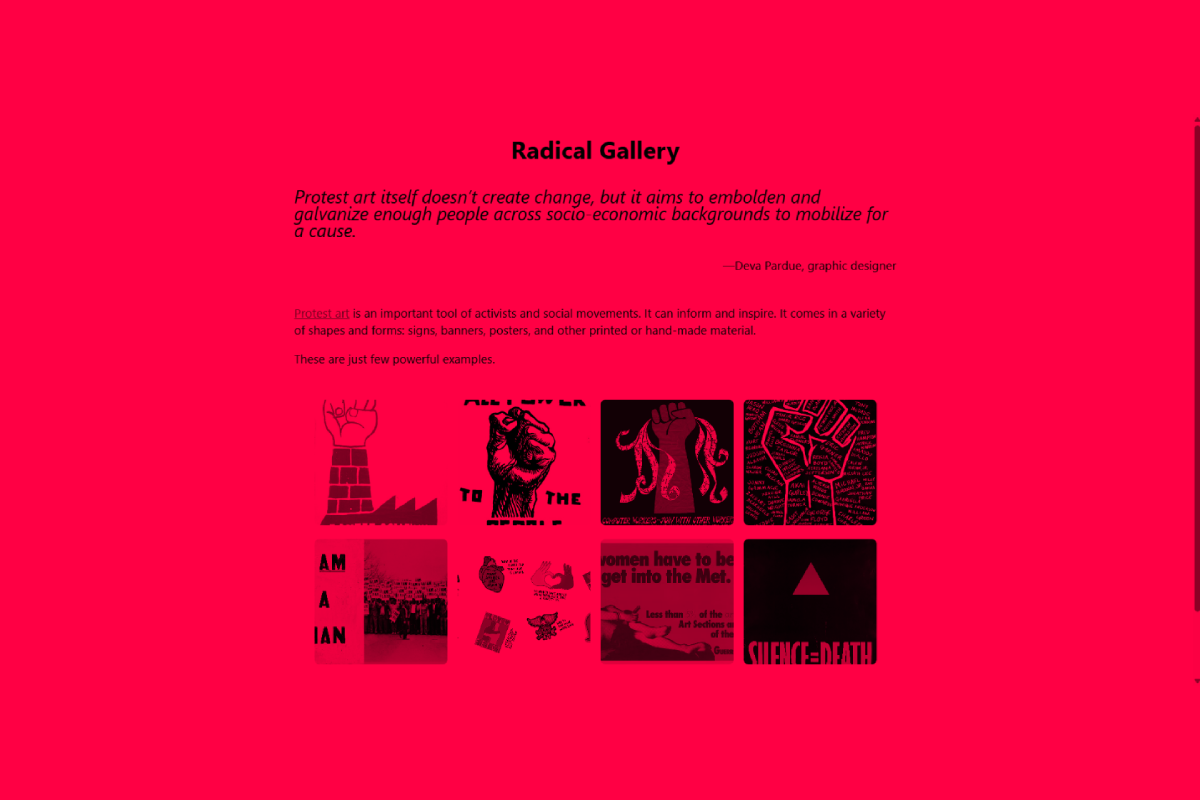 Radical Gallery
Protest art itself doesn't create change, but it aims to embolden and
galvanize enough people across socio-economic backgrounds to mobilize for
a cause.
—Deva Pardue, graphic designer
Protest art is an important tool of activists and social movements. It can inform and inspire. It comes in a variety
of shapes and forms: signs, banners, posters, and other printed or hand-made material.
These are just few powerful examples.
ALL POWER
TO THE
PEOPLE
AM
A
MAN
women have to be
get into the Met.
Less than of the
Art Sections
of the
SILENCE=DEATH